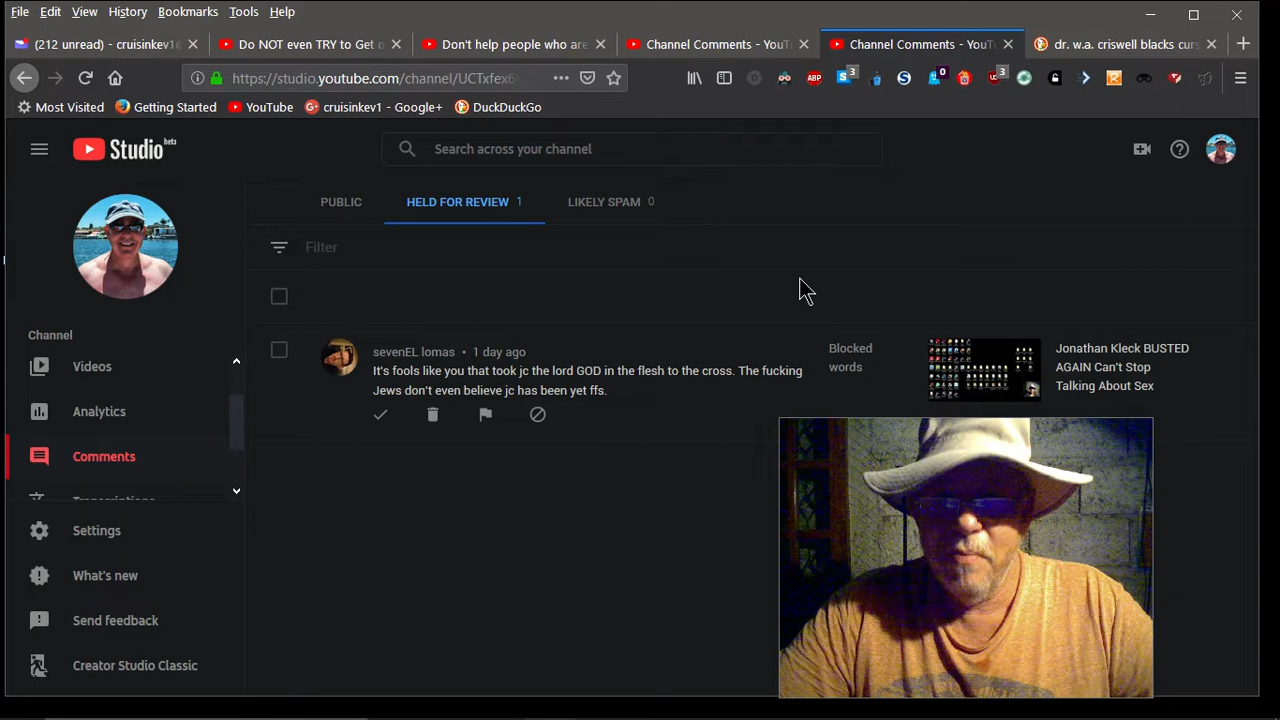 File Edit View History Bookmarks Tools Help
(212 unread) - cruisinkev1
Do NOT even TRY to Get o
Don't help people who are
Channel Comments - YouT
Channel Comments - YouT
dr. w.a. criswell blacks curs
https://studio.youtube.com/channel/UCTxfex6
ABP 3 0 3
Most Visited Getting Started YouTube cruisinkev1 - Google+ DuckDuckGo
Studio beta
Search across your channel
PUBLIC HELD FOR REVIEW 1 LIKELY SPAM 0
Filter
Channel
Videos
Analytics
Comments
Transcriptions
Settings
What's new
Send feedback
Creator Studio Classic
sevenEL lomas • 1 day ago
It's fools like you that took jc the lord GOD in the flesh to the cross. The fucking
Jews don't even believe jc has been yet ffs.
Blocked
words
Jonathan Kleck BUSTED
AGAIN Can't Stop
Talking About Sex